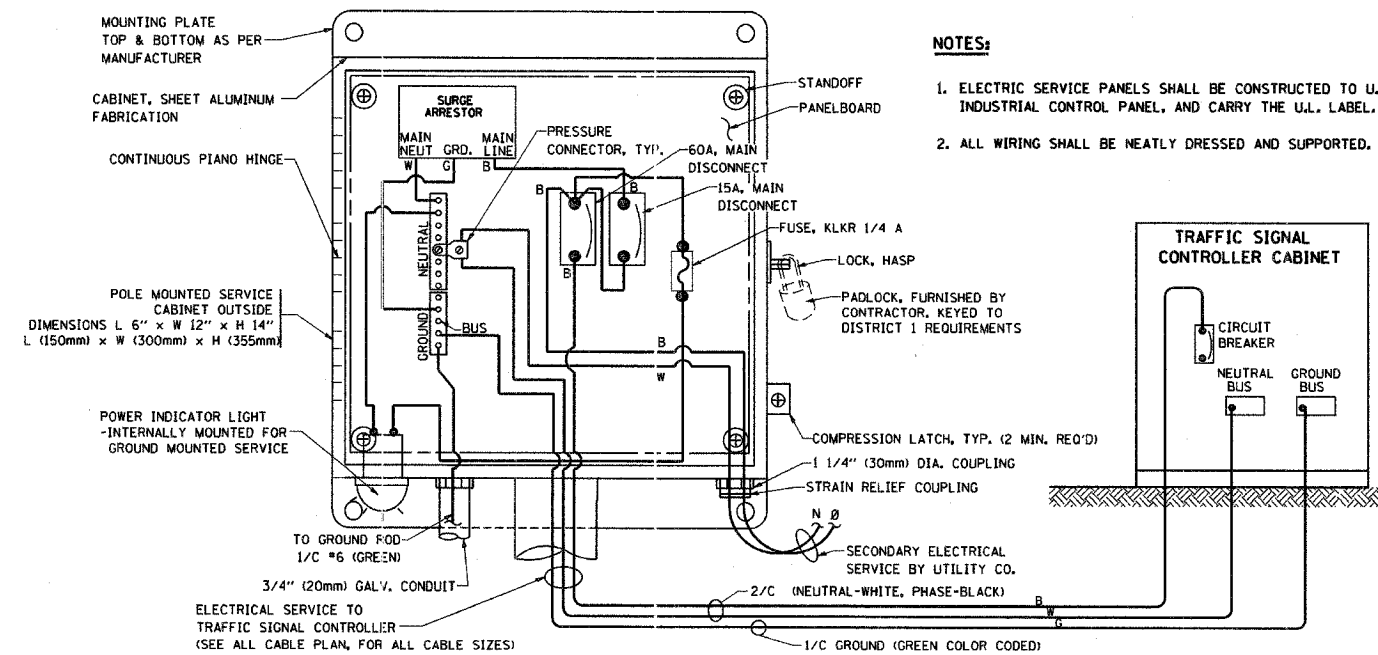 MOUNTING PLATE
TOP & BOTTOM AS PER
MANUFACTURER
CABINET, SHEET ALUMINUM
FABRICATION
CONTINUOUS PIANO HINGE
POLE MOUNTED SERVICE
CABINET OUTSIDE
DIMENSIONS L 6" x W 12" x H 14"
L (150mm) x W (300mm) x H (355mm)
POWER INDICATOR LIGHT
-INTERNALLY MOUNTED FOR
GROUND MOUNTED SERVICE
SURGE
ARRESTOR
MAIN
NEUT
GRD.
MAIN
LINE
W
G
B
PRESSURE
CONNECTOR, TYP.
NEUTRAL
GROUND
BUS
B
B
B
60A, MAIN
DISCONNECT
15A, MAIN
DISCONNECT
STANDOFF
PANELBOARD
FUSE, KLKR 1/4 A
LOCK, HASP
PADLOCK, FURNISHED BY
CONTRACTOR, KEYED TO
DISTRICT 1 REQUIREMENTS
B
W
COMPRESSION LATCH, TYP. (2 MIN. REQ'D)
1 1/4" (30mm) DIA. COUPLING
STRAIN RELIEF COUPLING
N Ø
SECONDARY ELECTRICAL
SERVICE BY UTILITY CO.
TO GROUND ROD
1/C #6 (GREEN)
3/4" (20mm) GALV. CONDUIT
ELECTRICAL SERVICE TO
TRAFFIC SIGNAL CONTROLLER
(SEE ALL CABLE PLAN, FOR ALL CABLE SIZES)
2/C (NEUTRAL-WHITE, PHASE-BLACK)
B
W
G
1/C GROUND (GREEN COLOR CODED)
NOTES:
1. ELECTRIC SERVICE PANELS SHALL BE CONSTRUCTED TO U.
INDUSTRIAL CONTROL PANEL, AND CARRY THE U.L. LABEL.
2. ALL WIRING SHALL BE NEATLY DRESSED AND SUPPORTED.
TRAFFIC SIGNAL
CONTROLLER CABINET
CIRCUIT
BREAKER
NEUTRAL
BUS
GROUND
BUS